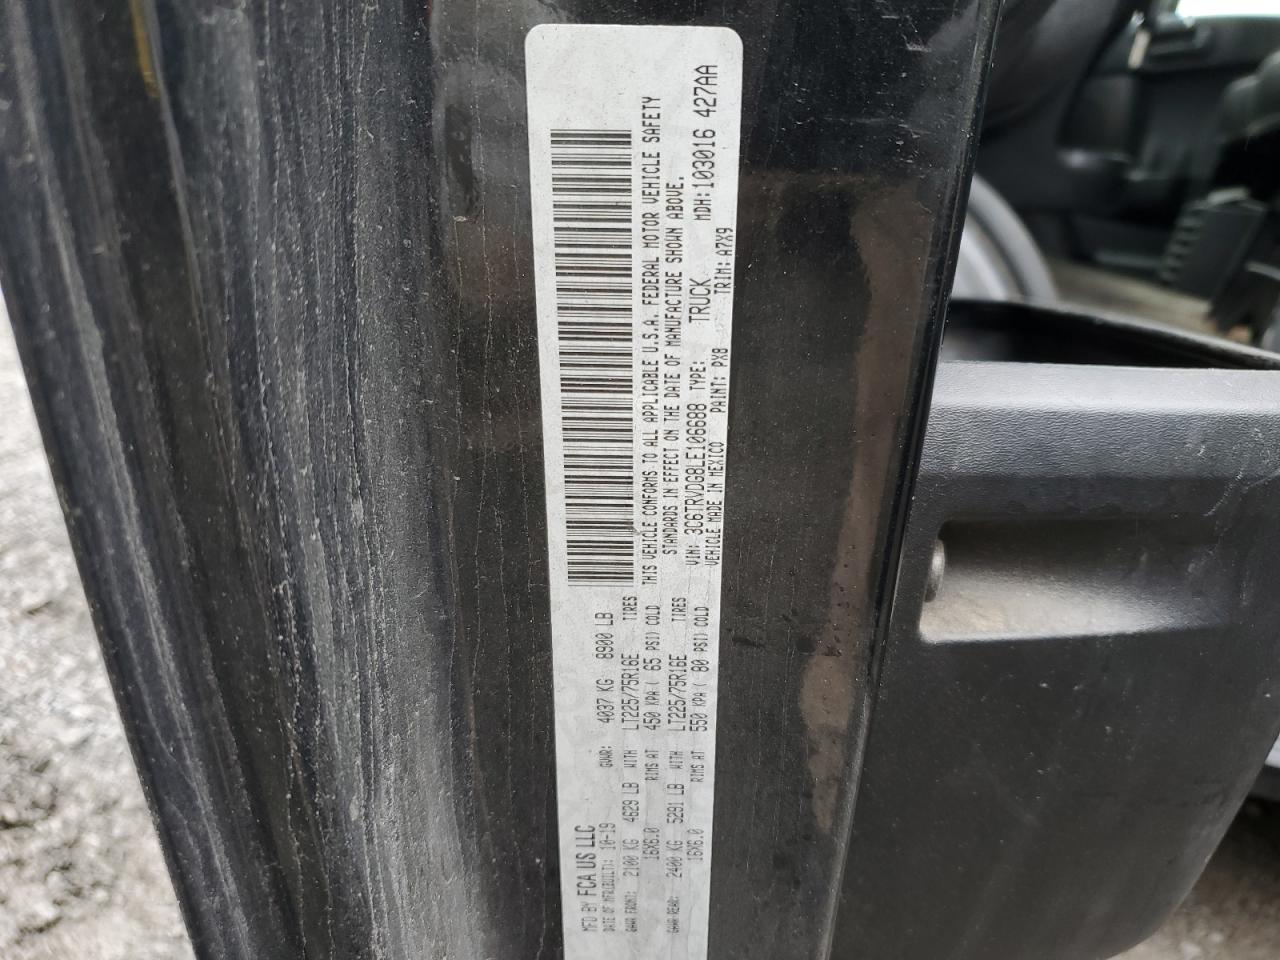 MFD BY FCA US LLC
DATE OF MFR(BUILT): 10-19 GVWR: 4037 KG 8900 LB
GAWR FRONT: 2100 KG 4629 LB WITH LT225/75R16E TIRES
16X6.0 RIMS AT 450 KPA ( 65 PSI) COLD
GAWR REAR: 2400 KG 5291 LB WITH LT225/75R16E TIRES
16X6.0 RIMS AT 550 KPA ( 80 PSI) COLD
THIS VEHICLE CONFORMS TO ALL APPLICABLE U.S.A. FEDERAL MOTOR VEHICLE SAFETY
STANDARDS IN EFFECT ON THE DATE OF MANUFACTURE SHOWN ABOVE.
VIN: 3C6TRVDG8LE106688 TYPE: TRUCK MDH:103016 427AA
VEHICLE MADE IN MEXICO PAINT: PX8 TRIM: A7X9